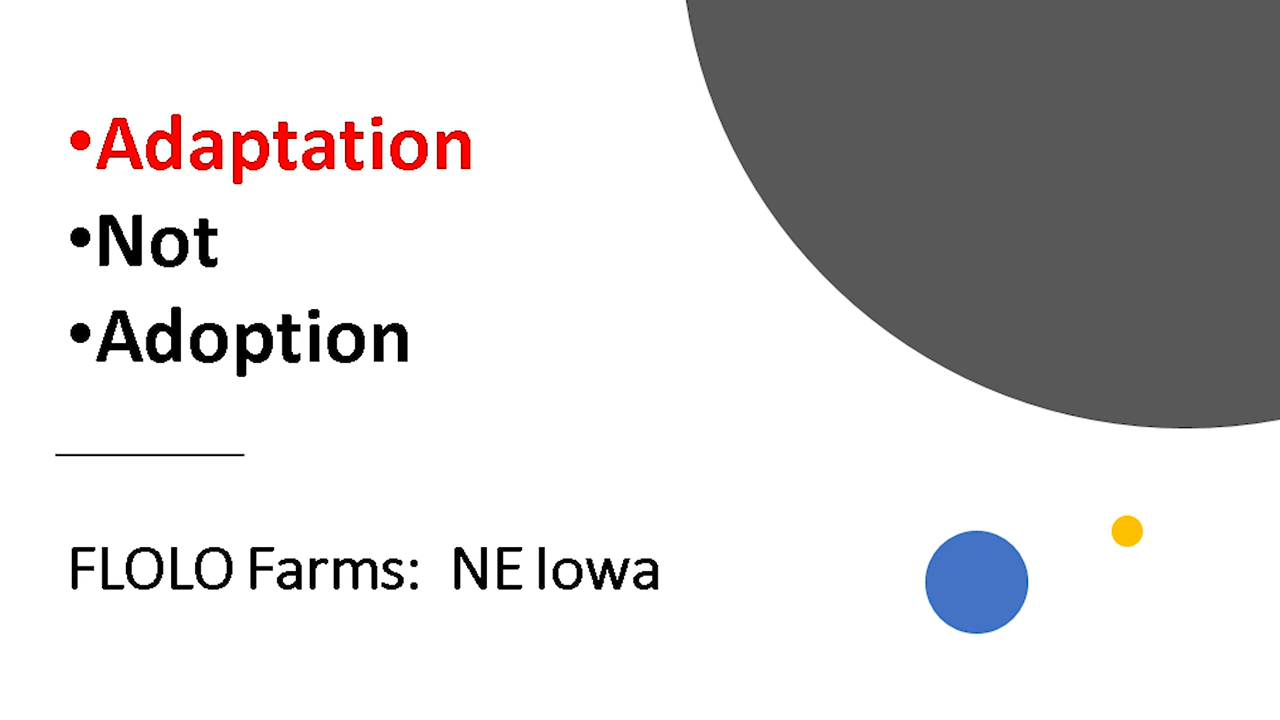 •Adaptation
•Not
•Adoption
FLOLO Farms: NE Iowa